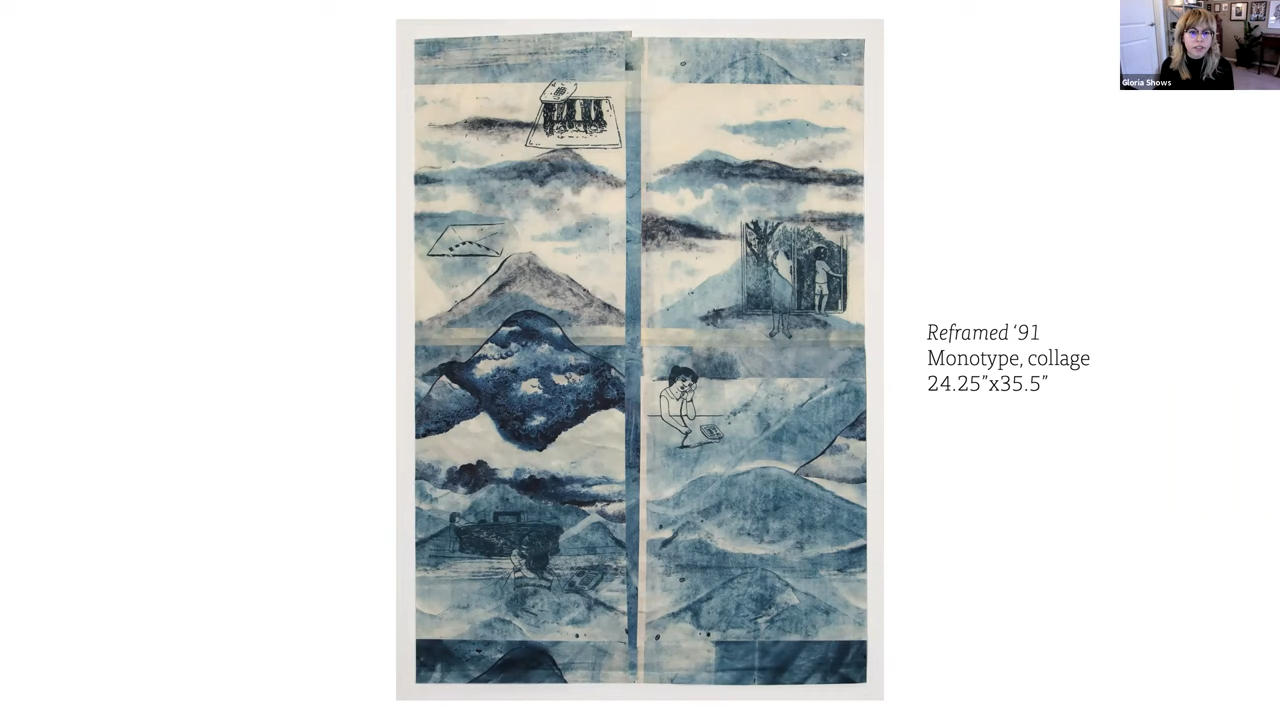 Gloria Shows
Reframed ‘91
Monotype, collage
24.25”x35.5”